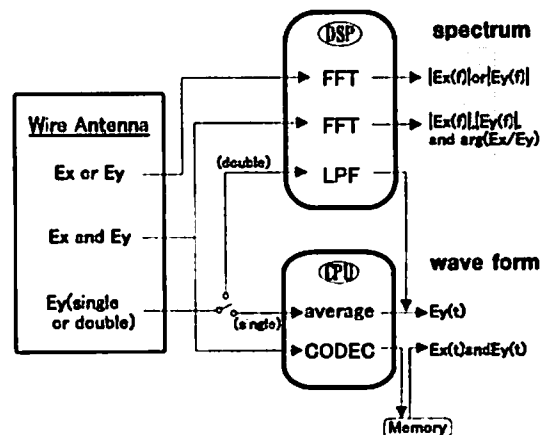 DSP
spectrum
FFT
|Ex(f)|or|Ey(f)|
Wire Antenna
FFT
|Ex(f)|,|Ey(f)|,
and arg(Ex/Ey)
Ex or Ey
(double)
LPF
Ex and Ey
CPU
wave form
Ey(single
or double)
(single)
average
Ey(t)
CODEC
Ex(t)andEy(t)
Memory